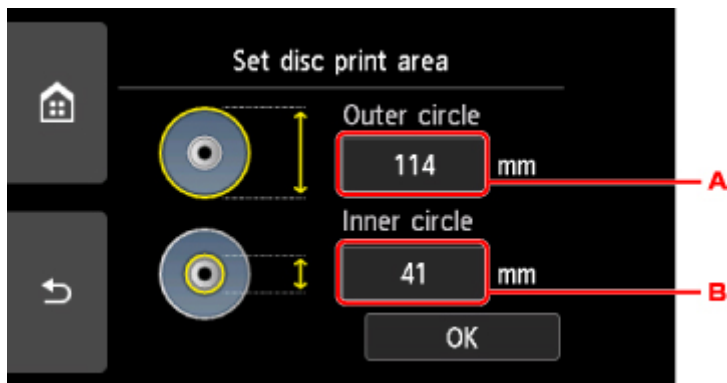 Set disc print area
Outer circle
114 mm
A
Inner circle
41 mm
B
OK